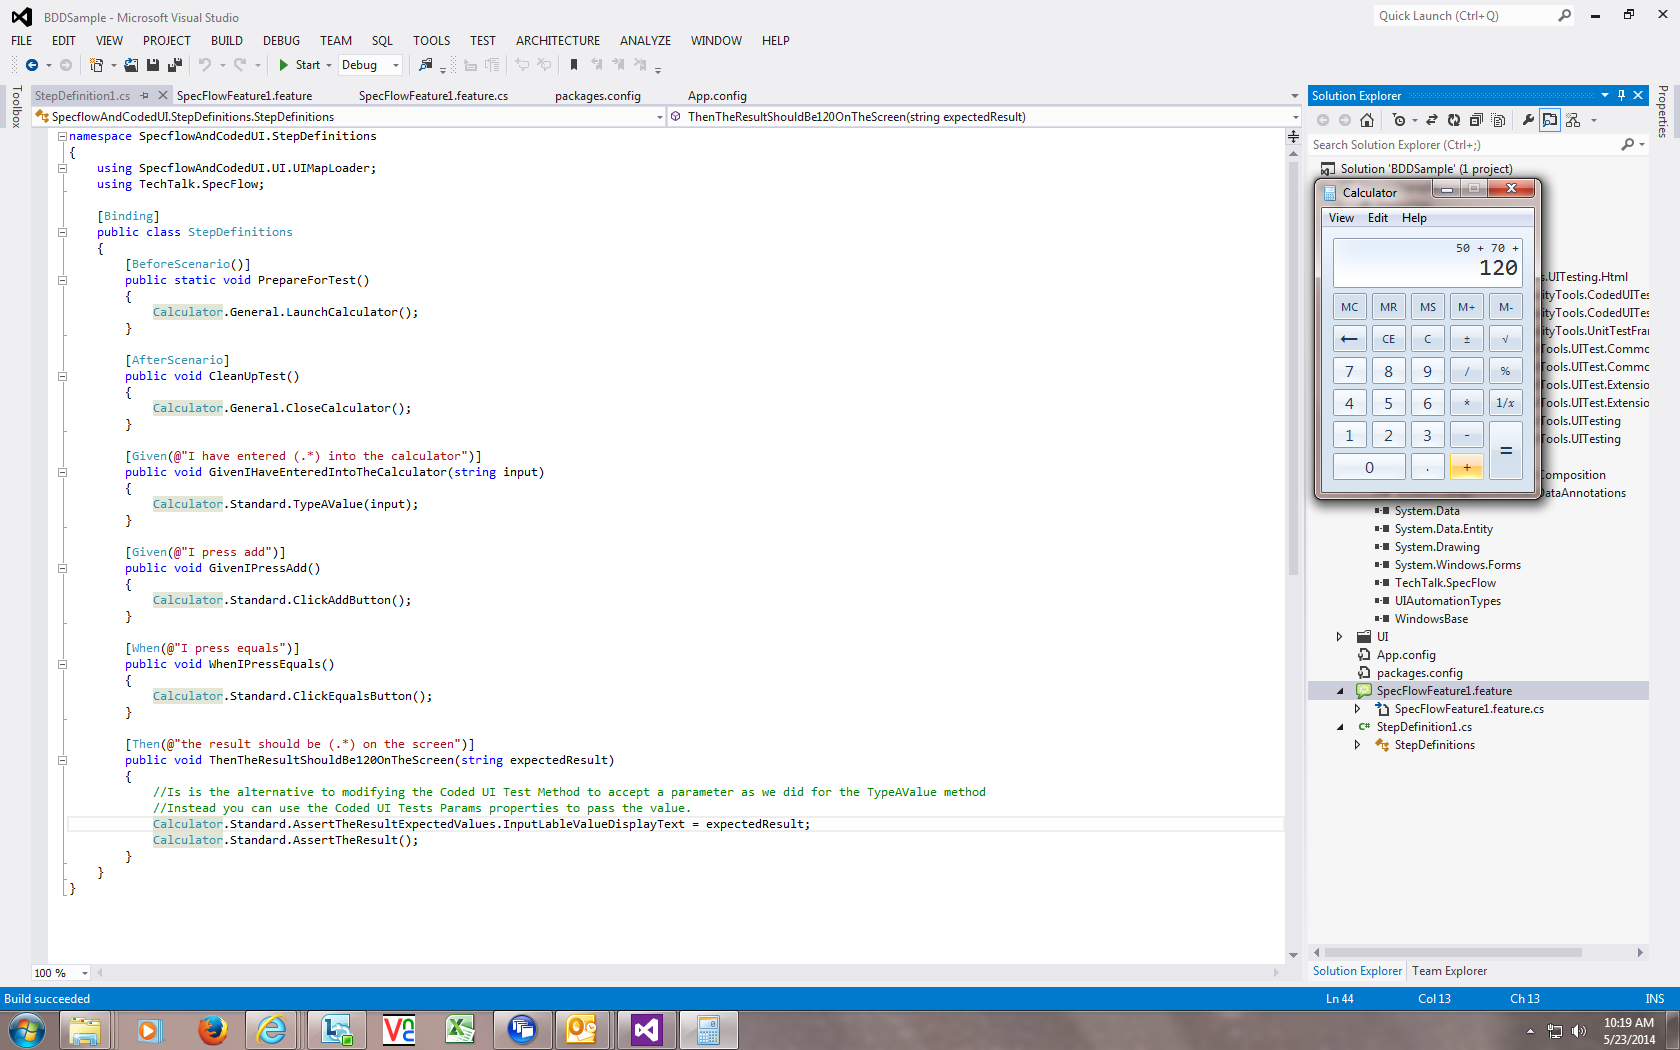 BDDSample - Microsoft Visual Studio
Quick Launch (Ctrl+Q)
FILE EDIT VIEW PROJECT BUILD DEBUG TEAM SQL TOOLS TEST ARCHITECTURE ANALYZE WINDOW HELP
Start Debug
Toolbox
StepDefinition1.cs SpecFlowFeature1.feature SpecFlowFeature1.feature.cs packages.config App.config
SpecflowAndCodedUI.StepDefinitions.StepDefinitions ThenTheResultShouldBe120OnTheScreen(string expectedResult)
namespace SpecflowAndCodedUI.StepDefinitions
{
using SpecflowAndCodedUI.UI.UIMapLoader;
using TechTalk.SpecFlow;
[Binding]
public class StepDefinitions
{
[BeforeScenario()]
public static void PrepareForTest()
{
Calculator.General.LaunchCalculator();
}
[AfterScenario]
public void CleanUpTest()
{
Calculator.General.CloseCalculator();
}
[Given(@"I have entered (.*) into the calculator")]
public void GivenIHaveEnteredIntoTheCalculator(string input)
{
Calculator.Standard.TypeAValue(input);
}
[Given(@"I press add")]
public void GivenIPressAdd()
{
Calculator.Standard.ClickAddButton();
}
[When(@"I press equals")]
public void WhenIPressEquals()
{
Calculator.Standard.ClickEqualsButton();
}
[Then(@"the result should be (.*) on the screen")]
public void ThenTheResultShouldBe120OnTheScreen(string expectedResult)
{
//Is is the alternative to modifying the Coded UI Test Method to accept a parameter as we did for the TypeAValue method
//Instead you can use the Coded UI Tests Params properties to pass the value.
Calculator.Standard.AssertTheResultExpectedValues.InputLableValueDisplayText = expectedResult;
Calculator.Standard.AssertTheResult();
}
}
}
100 %
Solution Explorer
Properties
Search Solution Explorer (Ctrl+;)
Solution 'BDDSample' (1 project)
Calculator
View Edit Help
50 + 70 +
120
MC MR MS M+ M-
← CE C ± √
7 8 9 / %
4 5 6 * 1/x
1 2 3 - =
0 . +
s.UITesting.Html
ityTools.CodedUITes
ityTools.CodedUITes
ityTools.UnitTestFra
Tools.UITest.Commo
Tools.UITest.Commo
Tools.UITest.Extensio
Tools.UITest.Extensio
Tools.UITesting
Tools.UITesting
Composition
DataAnnotations
System.Data
System.Data.Entity
System.Drawing
System.Windows.Forms
TechTalk.SpecFlow
UIAutomationTypes
WindowsBase
UI
App.config
packages.config
SpecFlowFeature1.feature
SpecFlowFeature1.feature.cs
C# StepDefinition1.cs
StepDefinitions
Solution Explorer Team Explorer
Build succeeded Ln 44 Col 13 Ch 13 INS
10:19 AM
5/23/2014